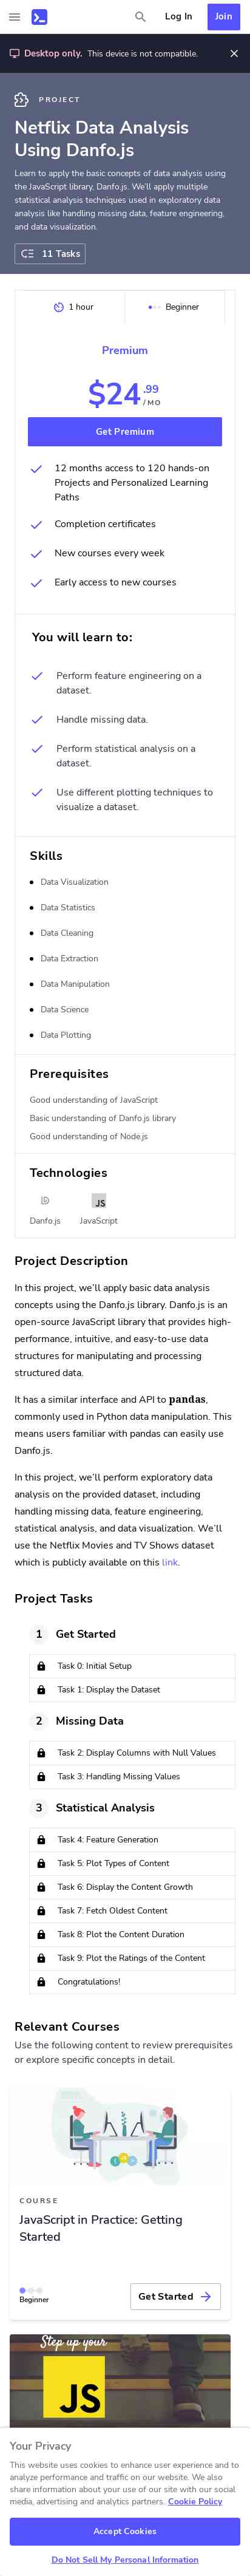 Log In
Join
Desktop only. This device is not compatible.
PROJECT
Netflix Data Analysis
Using Danfo.js
Learn to apply the basic concepts of data analysis using
the JavaScript library, Danfo.js. We'll apply multiple
statistical analysis techniques used in exploratory data
analysis like handling missing data, feature engineering,
and data visualization.
11 Tasks
1 hour
Beginner
Premium
$24 .99 / MO
Get Premium
12 months access to 120 hands-on
Projects and Personalized Learning
Paths
Completion certificates
New courses every week
Early access to new courses
You will learn to:
Perform feature engineering on a
dataset.
Handle missing data.
Perform statistical analysis on a
dataset.
Use different plotting techniques to
visualize a dataset.
Skills
Data Visualization
Data Statistics
Data Cleaning
Data Extraction
Data Manipulation
Data Science
Data Plotting
Prerequisites
Good understanding of JavaScript
Basic understanding of Danfo.js library
Good understanding of Node.js
Technologies
JS
Danfo.js
JavaScript
Project Description
In this project, we'll apply basic data analysis
concepts using the Danfo.js library. Danfo.js is an
open-source JavaScript library that provides high-
performance, intuitive, and easy-to-use data
structures for manipulating and processing
structured data.
It has a similar interface and API to pandas,
commonly used in Python data manipulation. This
means users familiar with pandas can easily use
Danfo.js.
In this project, we'll perform exploratory data
analysis on the provided dataset, including
handling missing data, feature engineering,
statistical analysis, and data visualization. We'll
use the Netflix Movies and TV Shows dataset
which is publicly available on this link.
Project Tasks
1 Get Started
Task 0: Initial Setup
Task 1: Display the Dataset
2 Missing Data
Task 2: Display Columns with Null Values
Task 3: Handling Missing Values
3 Statistical Analysis
Task 4: Feature Generation
Task 5: Plot Types of Content
Task 6: Display the Content Growth
Task 7: Fetch Oldest Content
Task 8: Plot the Content Duration
Task 9: Plot the Ratings of the Content
Congratulations!
Relevant Courses
Use the following content to review prerequisites
or explore specific concepts in detail.
COURSE
JavaScript in Practice: Getting
Started
Beginner
Get Started
Step up your
JS
Your Privacy
This website uses cookies to enhance user experience and to
analyze performance and traffic on our website. We also
share information about your use of our site with our social
media, advertising and analytics partners. Cookie Policy
Accept Cookies
Do Not Sell My Personal Information